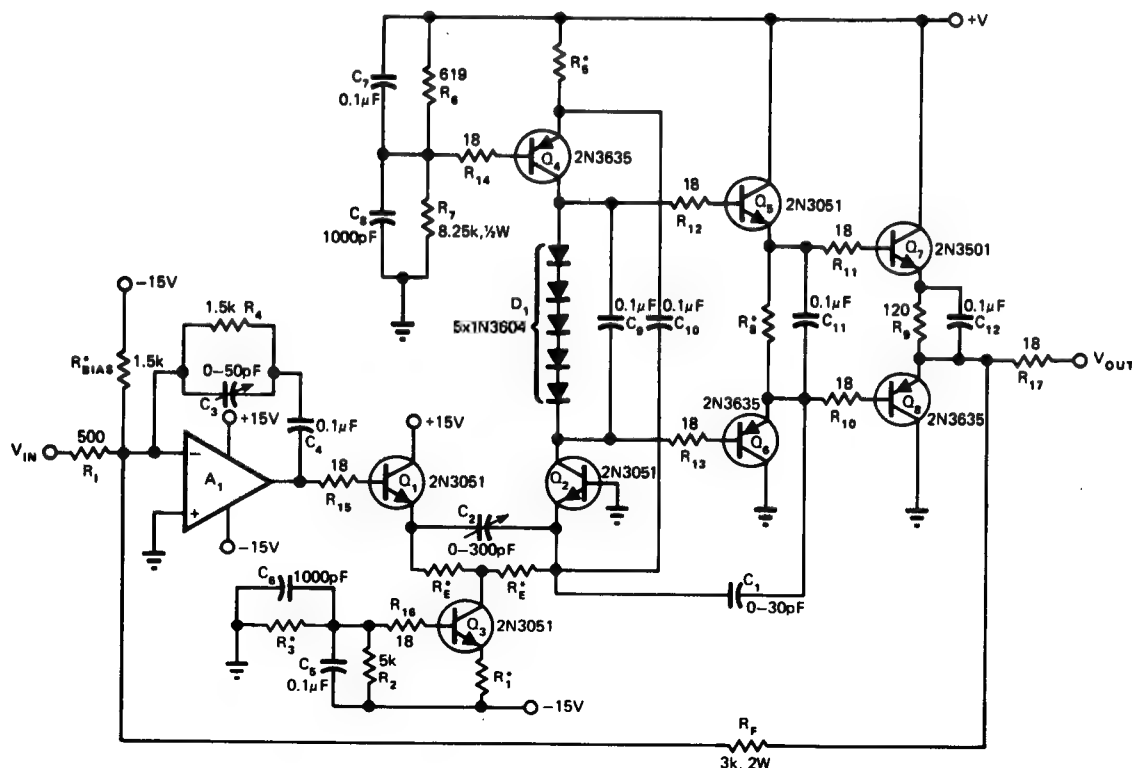 +V
C7
0.1μF
619
R6
R5*
18
R14
Q4
2N3635
C8
1000pF
R7
8.25k, ½W
18
R12
Q5
2N3051
18
R11
Q7
2N3501
D1
5x1N3604
0.1μF
C9
0.1μF
C10
R8*
0.1μF
C11
120
R9
0.1μF
C12
18
R17
VOUT
-15V
1.5k R4
R*BIAS
1.5k
0-50pF
C3
+15V
0.1μF
C4
+15V
18
R13
2N3635
Q6
18
R10
Q8
2N3635
VIN
500
R1
-
A1
+
18
R15
Q1
2N3051
Q2
2N3051
-15V
C2
0-300pF
RE*
RE*
C1
0-30pF
C6
1000pF
R16
18
Q3
2N3051
R3*
C5
0.1μF
5k
R2
R1*
-15V
RF
3k, 2W